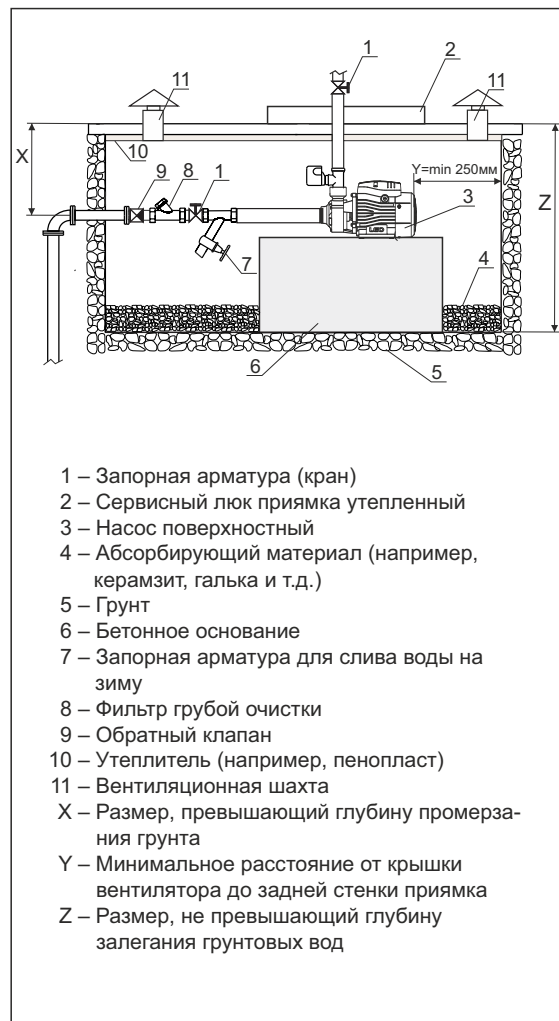 1
2
11
11
X
10
9
8
1
Y=min 250мм
3
Z
7
4
LEO
6
5
1 – Запорная арматура (кран)
2 – Сервисный люк приямка утепленный
3 – Насос поверхностный
4 – Абсорбирующий материал (например,
керамзит, галька и т.д.)
5 – Грунт
6 – Бетонное основание
7 – Запорная арматура для слива воды на
зиму
8 – Фильтр грубой очистки
9 – Обратный клапан
10 – Утеплитель (например, пенопласт)
11 – Вентиляционная шахта
X – Размер, превышающий глубину промерза-
ния грунта
Y – Минимальное расстояние от крышки
вентилятора до задней стенки приямка
Z – Размер, не превышающий глубину
залегания грунтовых вод